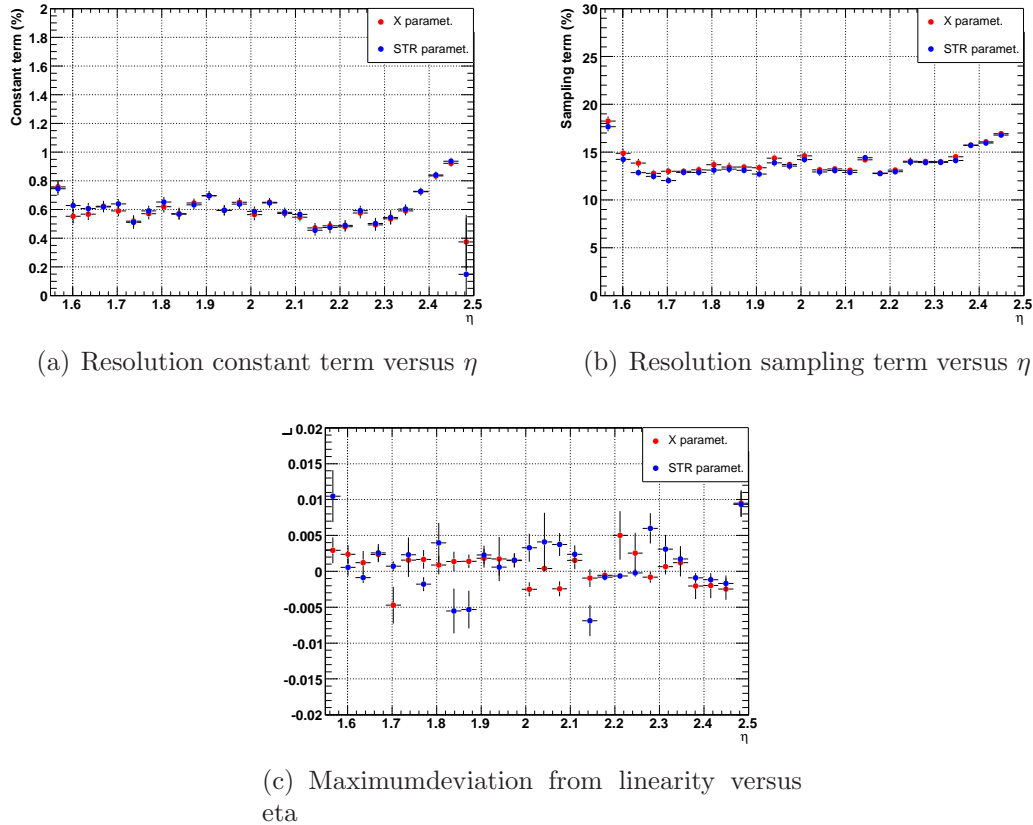 Constant term (%)
2
1.8
1.6
1.4
1.2
1
0.8
0.6
0.4
0.2
0
1.6 1.7 1.8 1.9 2 2.1 2.2 2.3 2.4 2.5
η
X paramet.
STR paramet.
(a) Resolution constant term versus η
Sampling term (%)
30
25
20
15
10
5
0
1.6 1.7 1.8 1.9 2 2.1 2.2 2.3 2.4 2.5
η
X paramet.
STR paramet.
(b) Resolution sampling term versus η
L
0.02
0.015
0.01
0.005
0
-0.005
-0.01
-0.015
-0.02
1.6 1.7 1.8 1.9 2 2.1 2.2 2.3 2.4 2.5
η
X paramet.
STR paramet.
(c) Maximumdeviation from linearity versus
eta